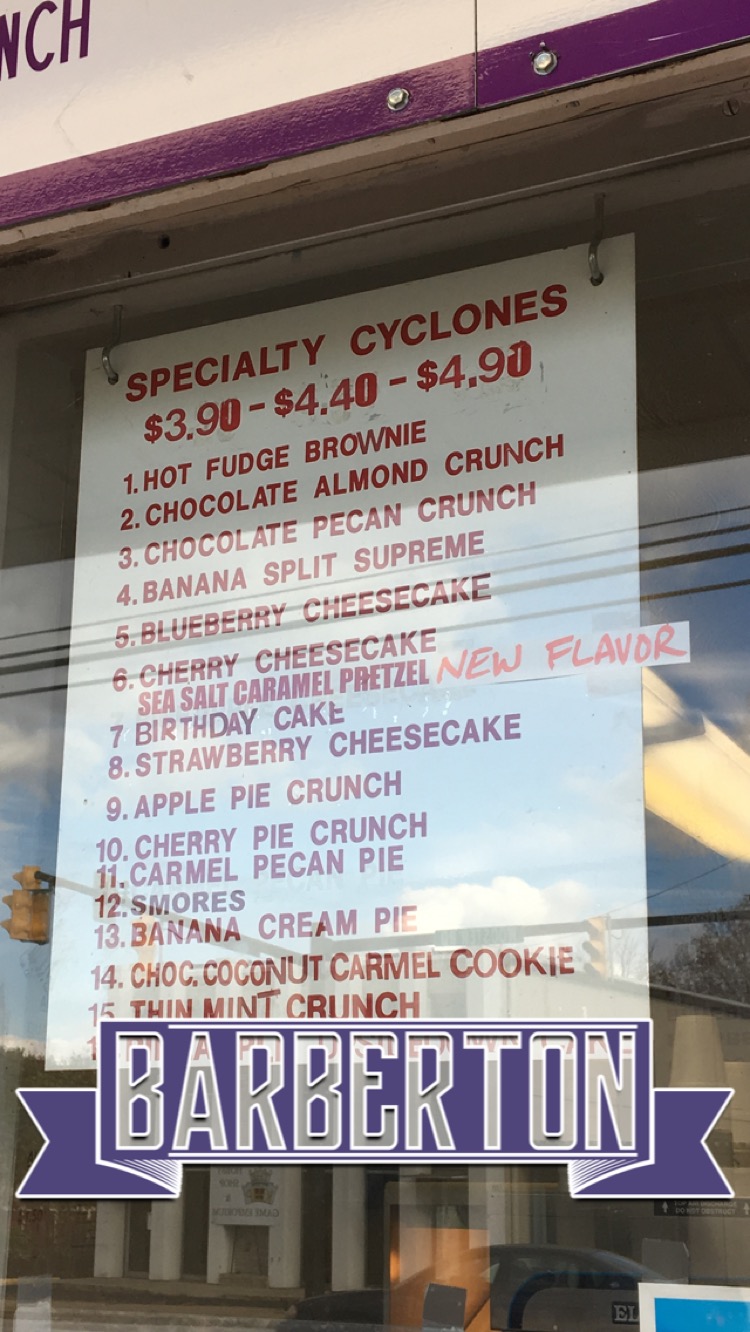 NCH
SPECIALTY CYCLONES
$3.90 - $4.40 - $4.90
1. HOT FUDGE BROWNIE
2. CHOCOLATE ALMOND CRUNCH
3. CHOCOLATE PECAN CRUNCH
4. BANANA SPLIT SUPREME
5. BLUEBERRY CHEESECAKE
6. CHERRY CHEESECAKE
SEA SALT CARAMEL PRETZEL NEW FLAVOR
7 BIRTHDAY CAKE
8. STRAWBERRY CHEESECAKE
9. APPLE PIE CRUNCH
10. CHERRY PIE CRUNCH
11. CARMEL PECAN PIE
12. SMORES
13. BANANA CREAM PIE
14. CHOC. COCONUT CARMEL COOKIE
15 THIN MINT CRUNCH
BARBERTON